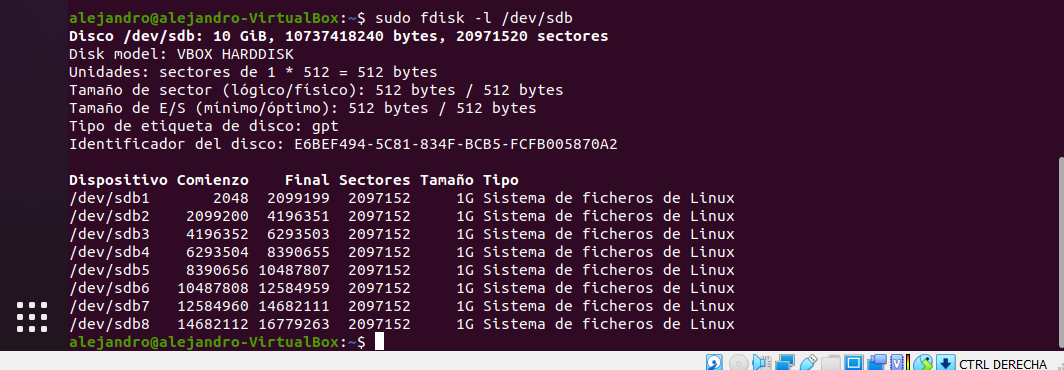 alejandro@alejandro-VirtualBox:~$ sudo fdisk -l /dev/sdb
Disco /dev/sdb: 10 GiB, 10737418240 bytes, 20971520 sectores
Disk model: VBOX HARDDISK
Unidades: sectores de 1 * 512 = 512 bytes
Tamaño de sector (lógico/físico): 512 bytes / 512 bytes
Tamaño de E/S (mínimo/óptimo): 512 bytes / 512 bytes
Tipo de etiqueta de disco: gpt
Identificador del disco: E6BEF494-5C81-834F-BCB5-FCFB005870A2

Dispositivo Comienzo    Final Sectores Tamaño Tipo
/dev/sdb1       2048  2099199  2097152     1G Sistema de ficheros de Linux
/dev/sdb2    2099200  4196351  2097152     1G Sistema de ficheros de Linux
/dev/sdb3    4196352  6293503  2097152     1G Sistema de ficheros de Linux
/dev/sdb4    6293504  8390655  2097152     1G Sistema de ficheros de Linux
/dev/sdb5    8390656 10487807  2097152     1G Sistema de ficheros de Linux
/dev/sdb6   10487808 12584959  2097152     1G Sistema de ficheros de Linux
/dev/sdb7   12584960 14682111  2097152     1G Sistema de ficheros de Linux
/dev/sdb8   14682112 16779263  2097152     1G Sistema de ficheros de Linux
alejandro@alejandro-VirtualBox:~$
CTRL DERECHA